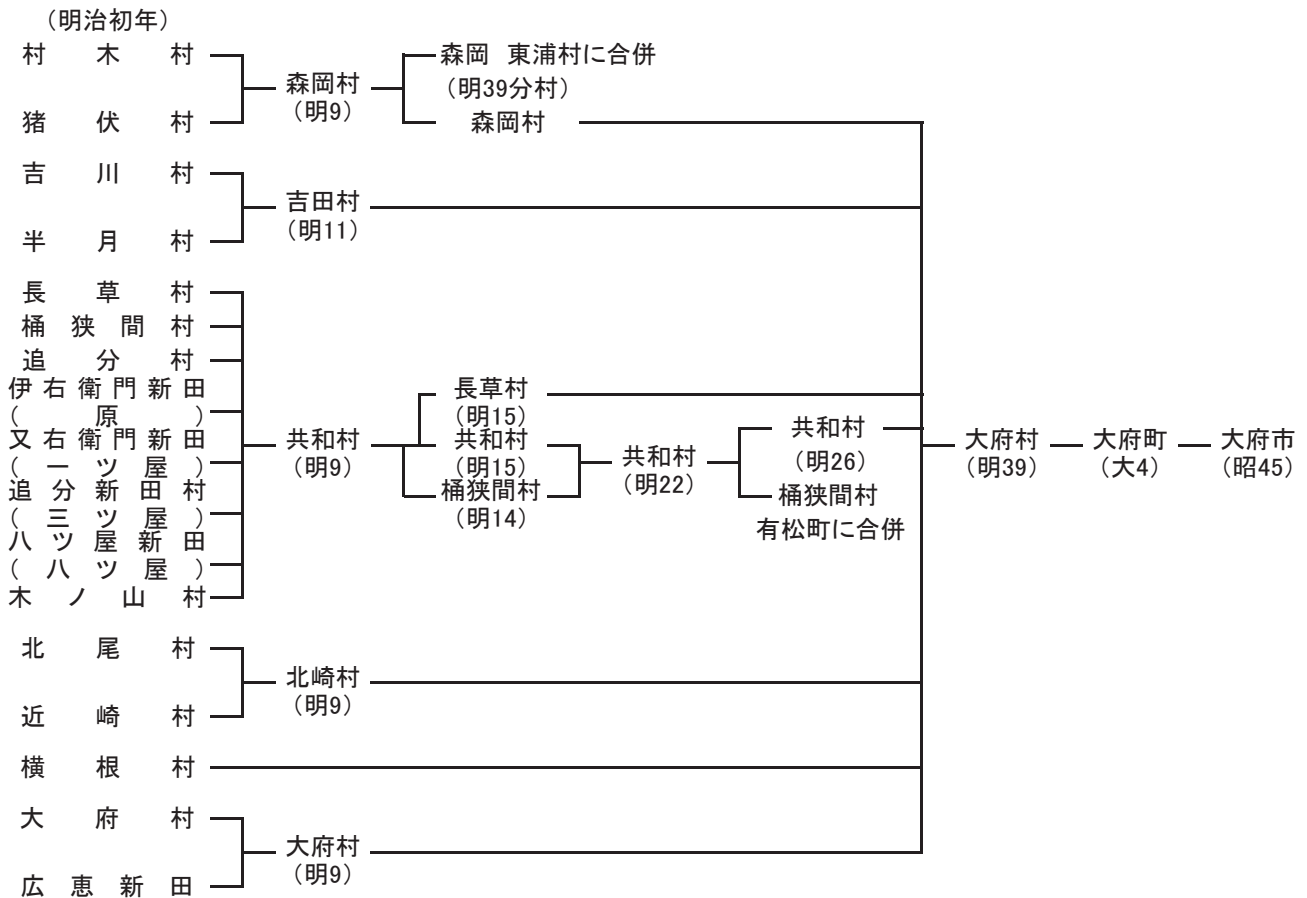 （明治初年）
村木村
猪伏村
吉川村
半月村
長草村
桶狭間村
追分村
伊右衛門新田
(原)
又右衛門新田
(一ツ屋)
追分新田村
(三ツ屋)
八ツ屋新田
(八ツ屋)
木ノ山村
北尾村
近崎村
横根村
大府村
広恵新田
森岡村
（明9）
吉田村
（明11）
共和村
（明9）
北崎村
（明9）
大府村
（明9）
森岡 東浦村に合併
（明39分村）
森岡村
長草村
（明15）
共和村
（明15）
桶狭間村
（明14）
共和村
（明22）
共和村
（明26）
桶狭間村
有松町に合併
大府村
（明39）
大府町
（大4）
大府市
（昭45）